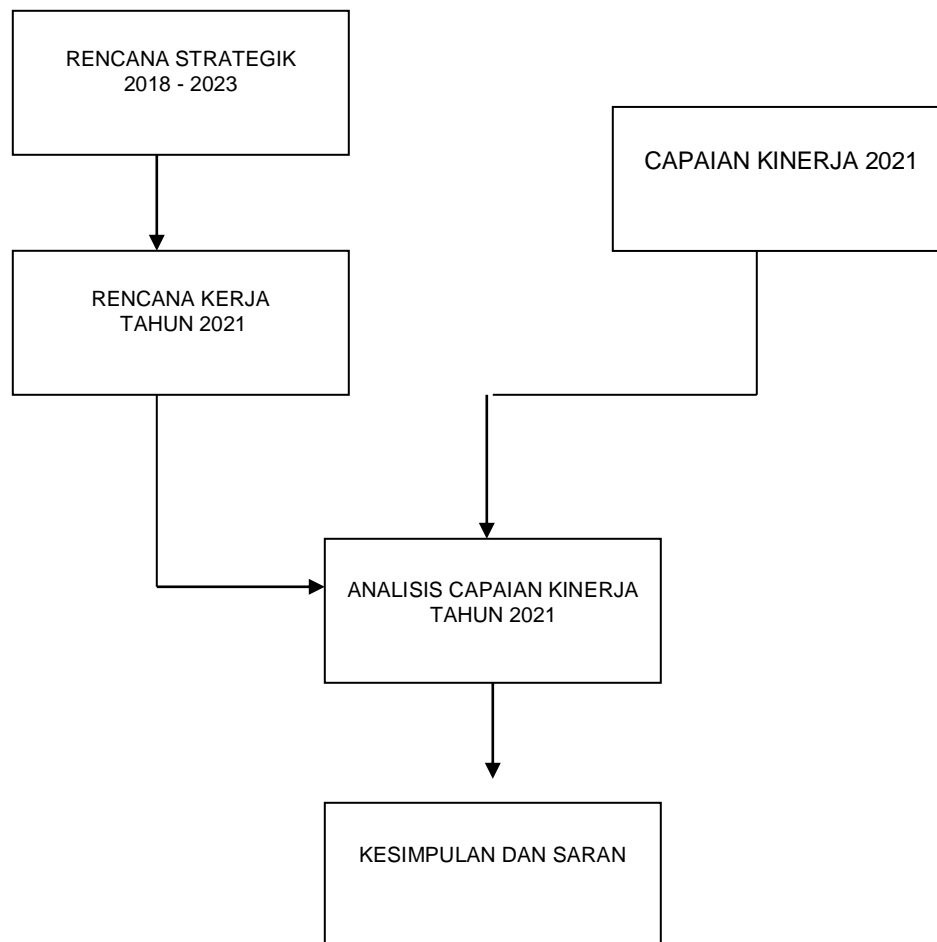 RENCANA STRATEGIK
2018 - 2023
CAPAIAN KINERJA 2021
RENCANA KERJA
TAHUN 2021
ANALISIS CAPAIAN KINERJA
TAHUN 2021
KESIMPULAN DAN SARAN